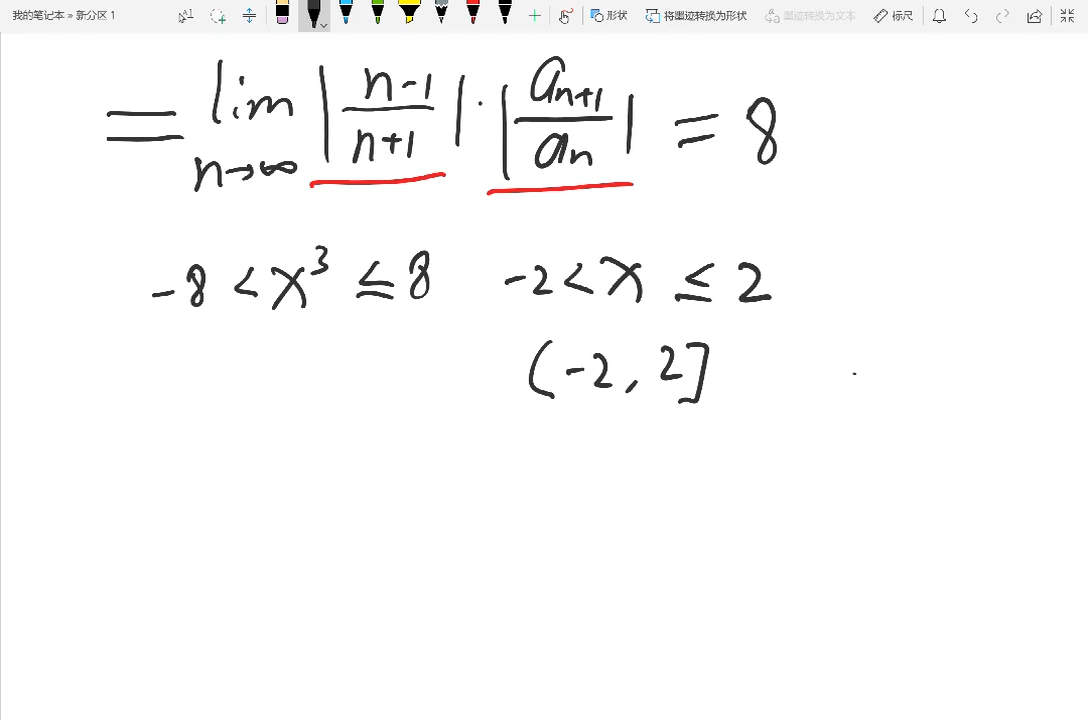 我的笔记本 » 新分区 1
形状 将墨迹转换为形状 墨迹转换为文本 标尺
= lim n→∞ |n-1/n+1| · |an+1/an| = 8
-8 < x³ ≤ 8 -2 < x ≤ 2
(-2, 2]